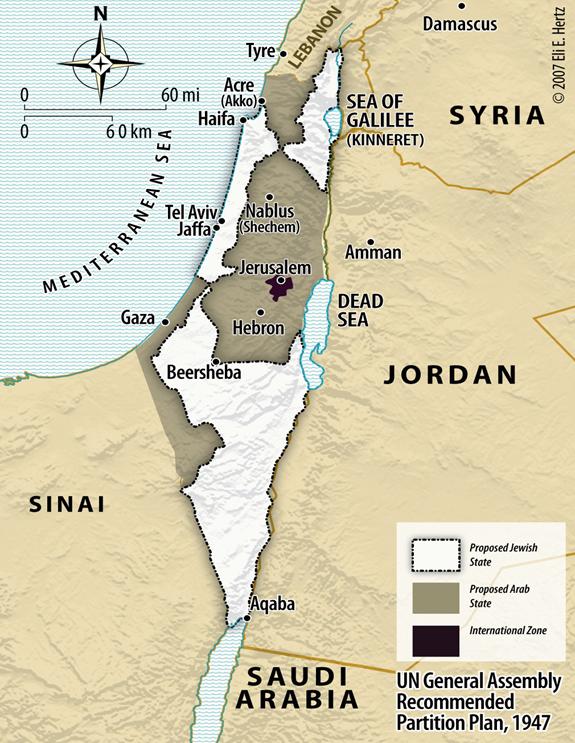 N
0 60 mi
0 60 km
MEDITERRANEAN SEA
Tyre
LEBANON
Damascus
© 2007 Eli E. Hertz
Acre
(Akko)
Haifa
SEA OF
GALILEE
(KINNERET)
SYRIA
Tel Aviv
Jaffa
Nablus
(Shechem)
Amman
Jerusalem
DEAD
SEA
Gaza
Hebron
Beersheba
JORDAN
SINAI
Aqaba
SAUDI
ARABIA
Proposed Jewish
State
Proposed Arab
State
International Zone
UN General Assembly
Recommended
Partition Plan, 1947